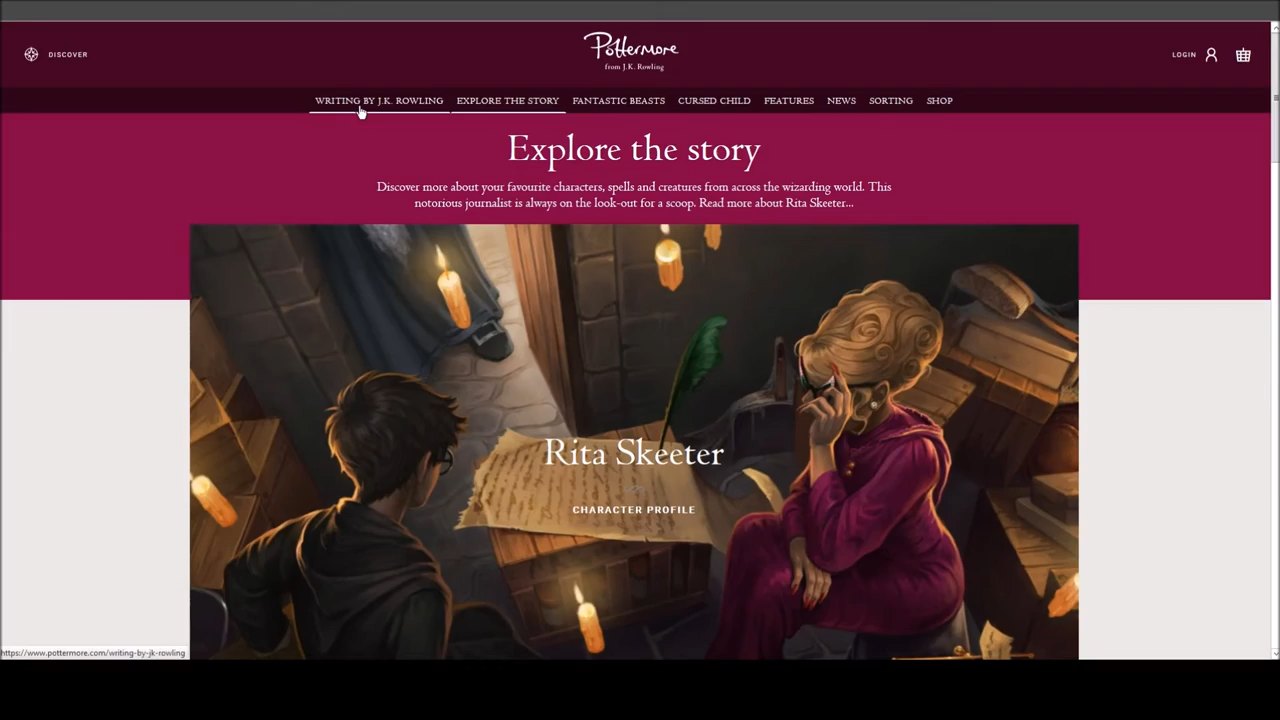 DISCOVER
Pottermore
from J.K. Rowling
LOGIN
WRITING BY J.K. ROWLING EXPLORE THE STORY FANTASTIC BEASTS CURSED CHILD FEATURES NEWS SORTING SHOP
Explore the story
Discover more about your favourite characters, spells and creatures from across the wizarding world. This
notorious journalist is always on the look-out for a scoop. Read more about Rita Skeeter...
Rita Skeeter
CHARACTER PROFILE
https://www.pottermore.com/writing-by-jk-rowling